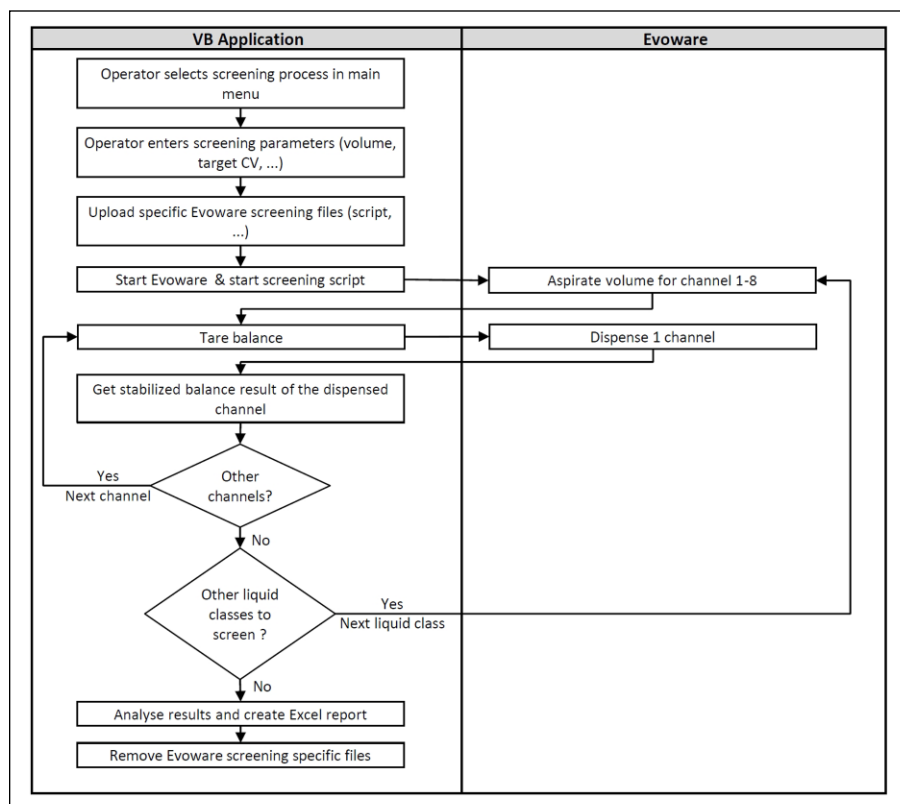 VB Application
Evoware
Operator selects screening process in main
menu
Operator enters screening parameters (volume,
target CV, ...)
Upload specific Evoware screening files (script,
...)
Start Evoware & start screening script
Aspirate volume for channel 1-8
Tare balance
Dispense 1 channel
Get stabilized balance result of the dispensed
channel
Yes
Next channel
Other
channels?
No
Other liquid
classes to
screen ?
Yes
Next liquid class
No
Analyse results and create Excel report
Remove Evoware screening specific files